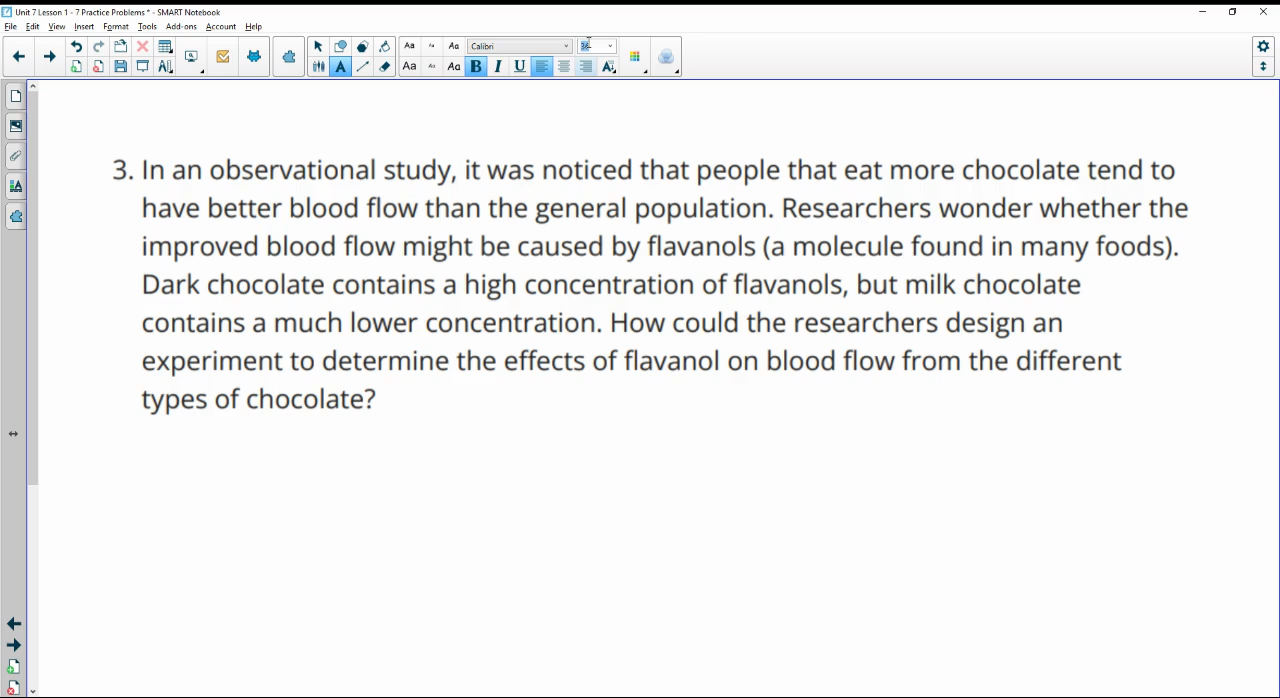 Unit 7 Lesson 1 - 7 Practice Problems * - SMART Notebook
File Edit View Insert Format Tools Add-ons Account Help
Calibri
36
3. In an observational study, it was noticed that people that eat more chocolate tend to
have better blood flow than the general population. Researchers wonder whether the
improved blood flow might be caused by flavanols (a molecule found in many foods).
Dark chocolate contains a high concentration of flavanols, but milk chocolate
contains a much lower concentration. How could the researchers design an
experiment to determine the effects of flavanol on blood flow from the different
types of chocolate?